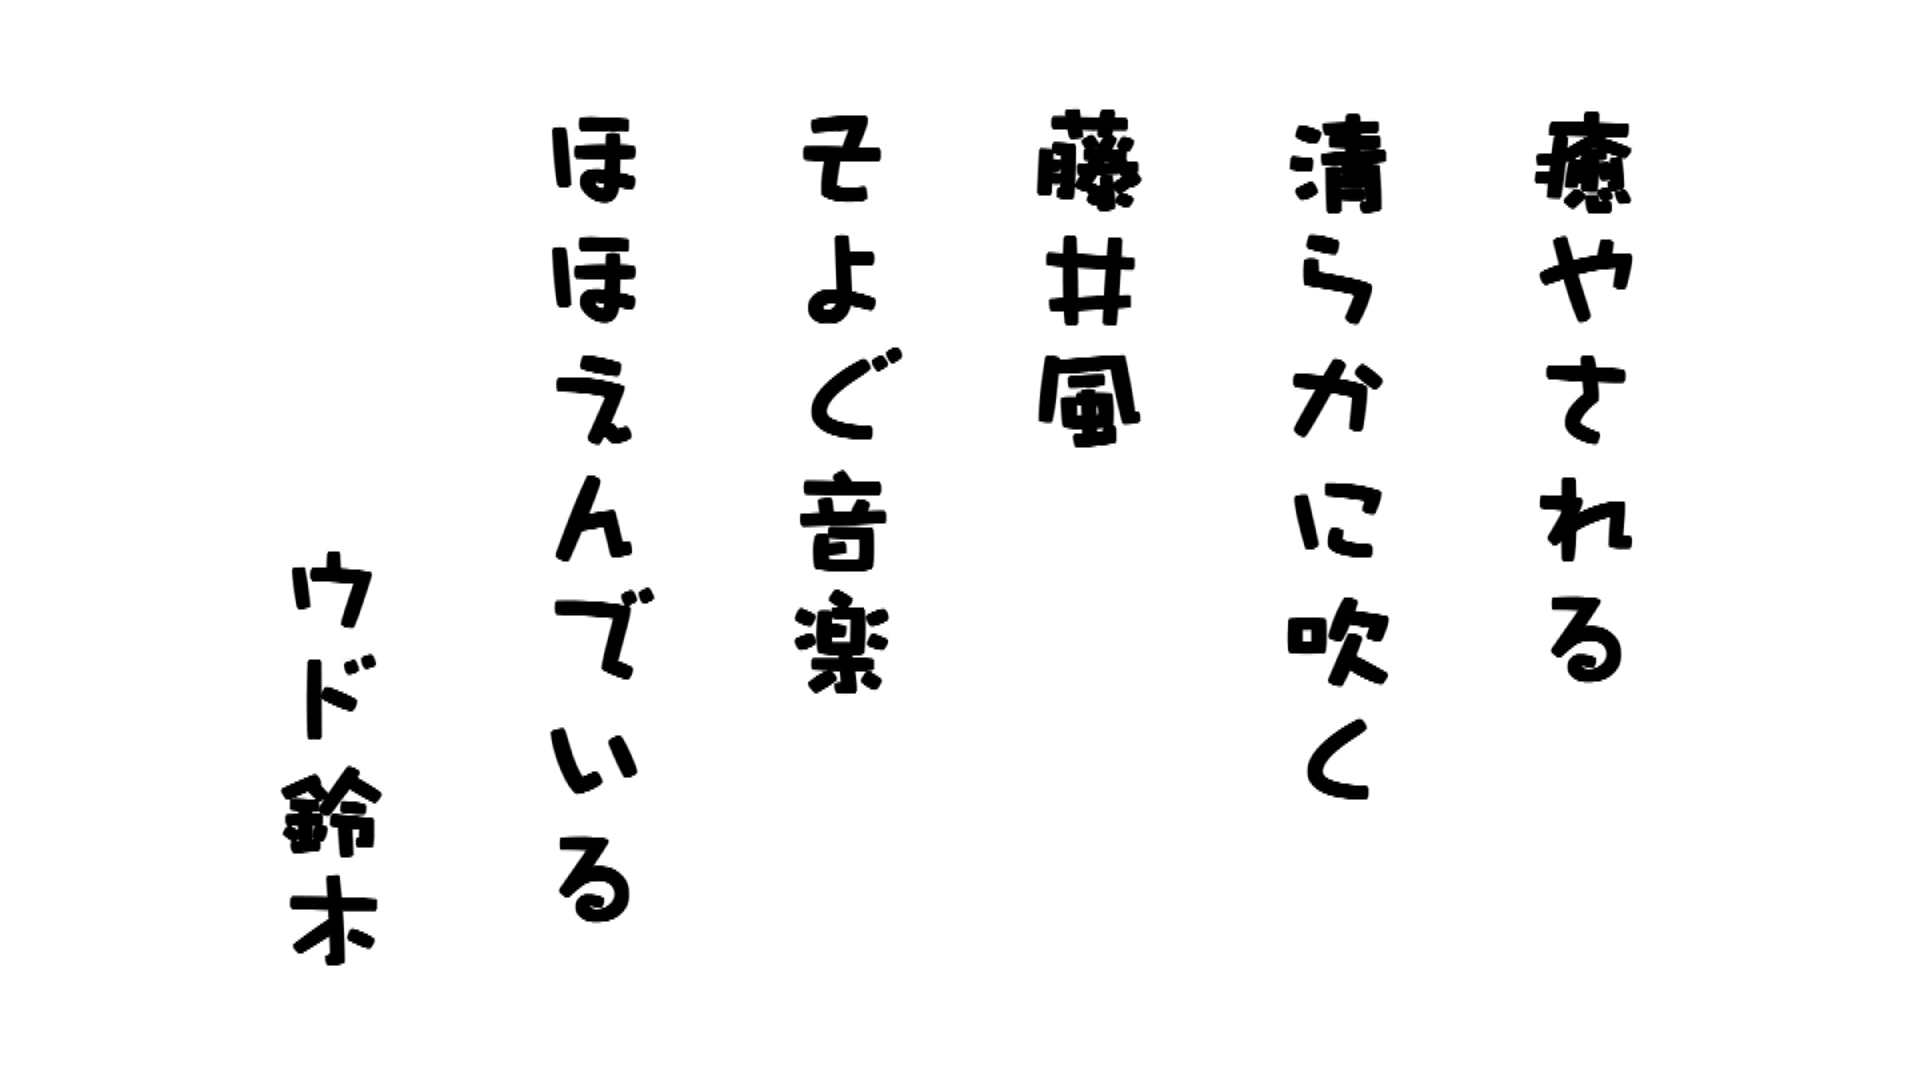 癒やされる
清らかに吹く
藤井風
そよぐ音楽
ほほえんでいる
ウド鈴木